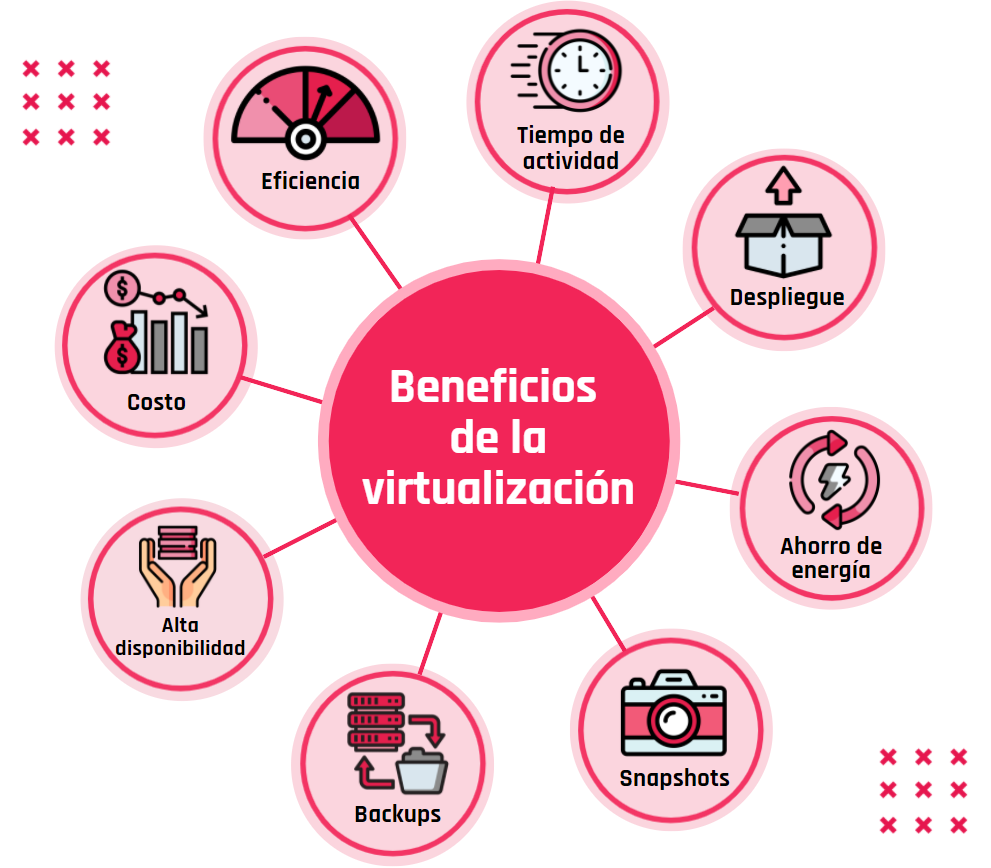 Beneficios
de la
virtualización
Eficiencia
Tiempo de
actividad
Despliegue
Ahorro de
energía
Snapshots
Backups
Alta
disponibilidad
Costo
$
$